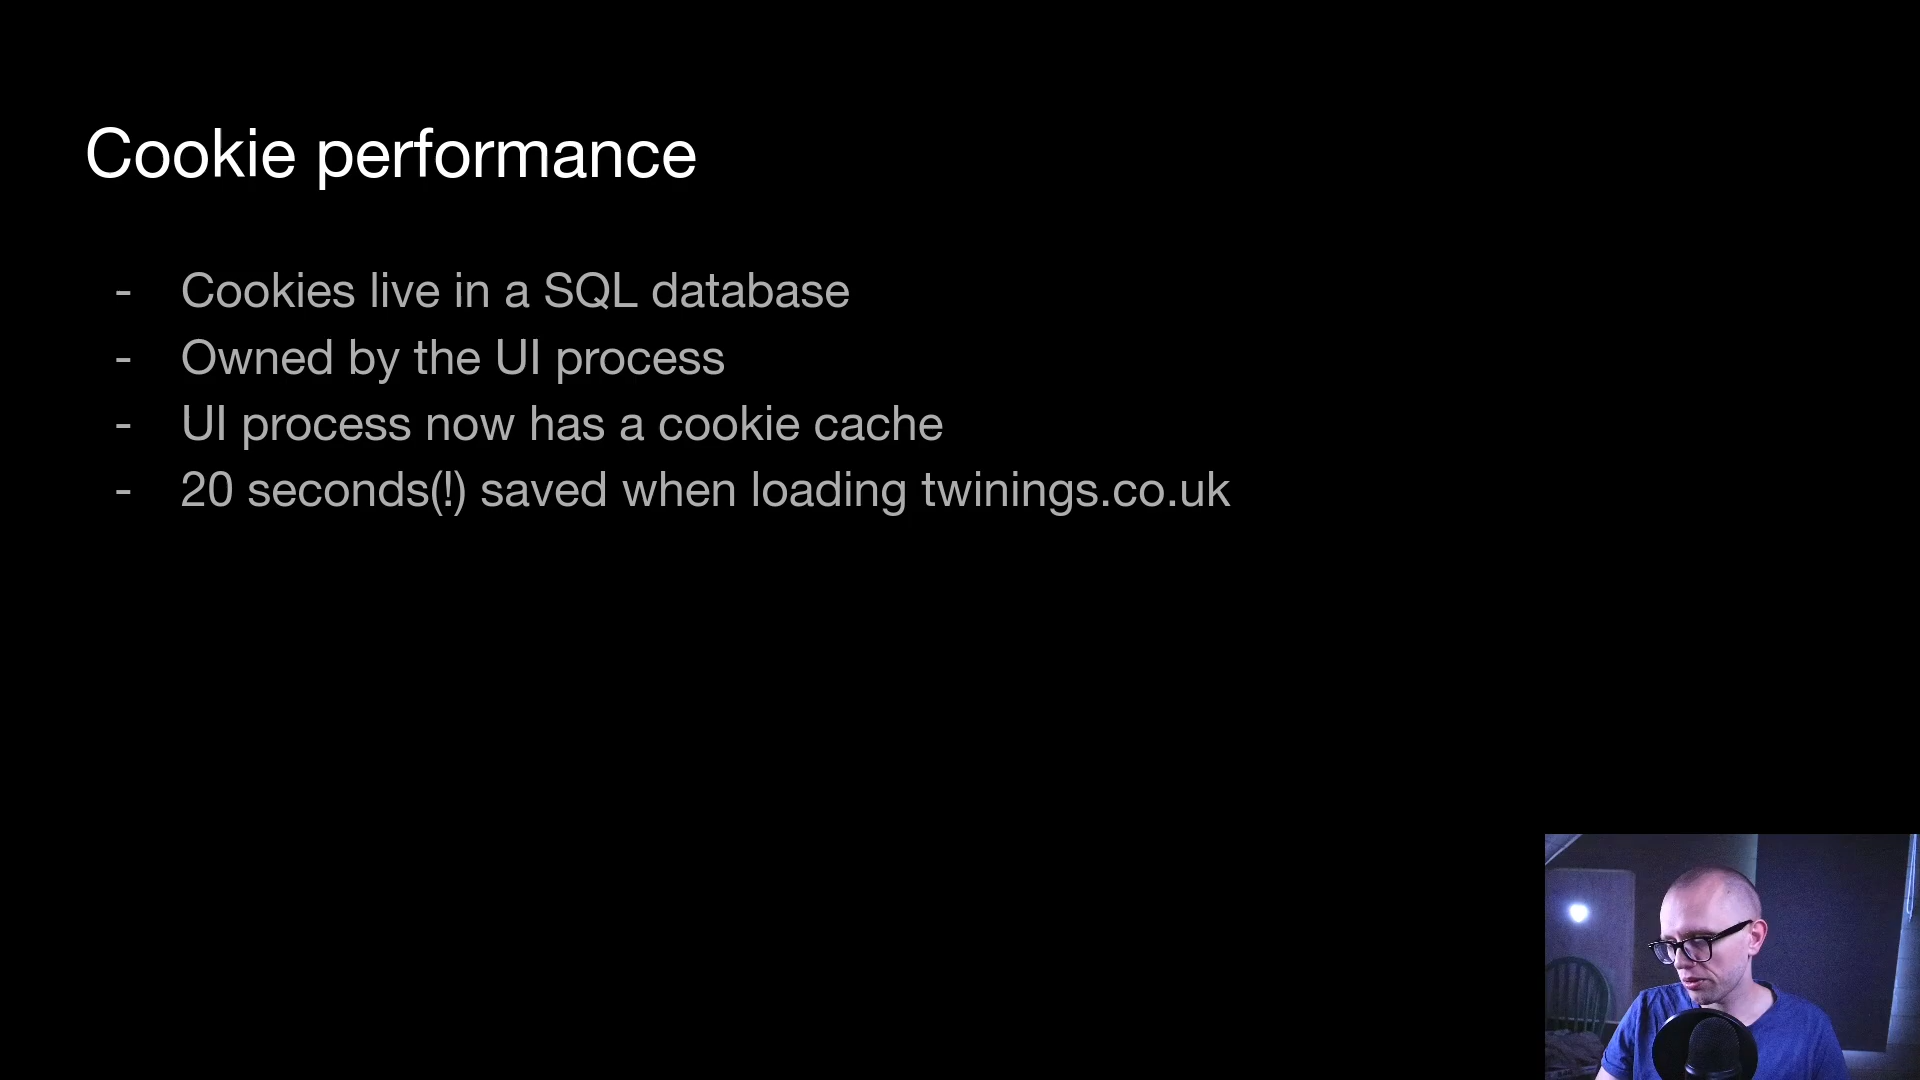 Cookie performance
- Cookies live in a SQL database
- Owned by the UI process
- UI process now has a cookie cache
- 20 seconds(!) saved when loading twinings.co.uk